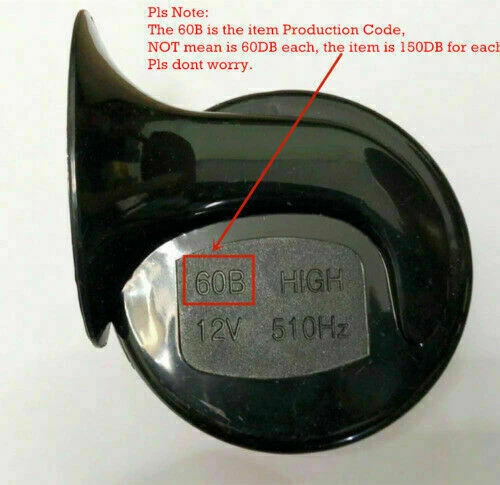 Pls Note:
The 60B is the item Production Code,
NOT mean is 60DB each, the item is 150DB for each
Pls dont worry.
60B HIGH
12V 510Hz